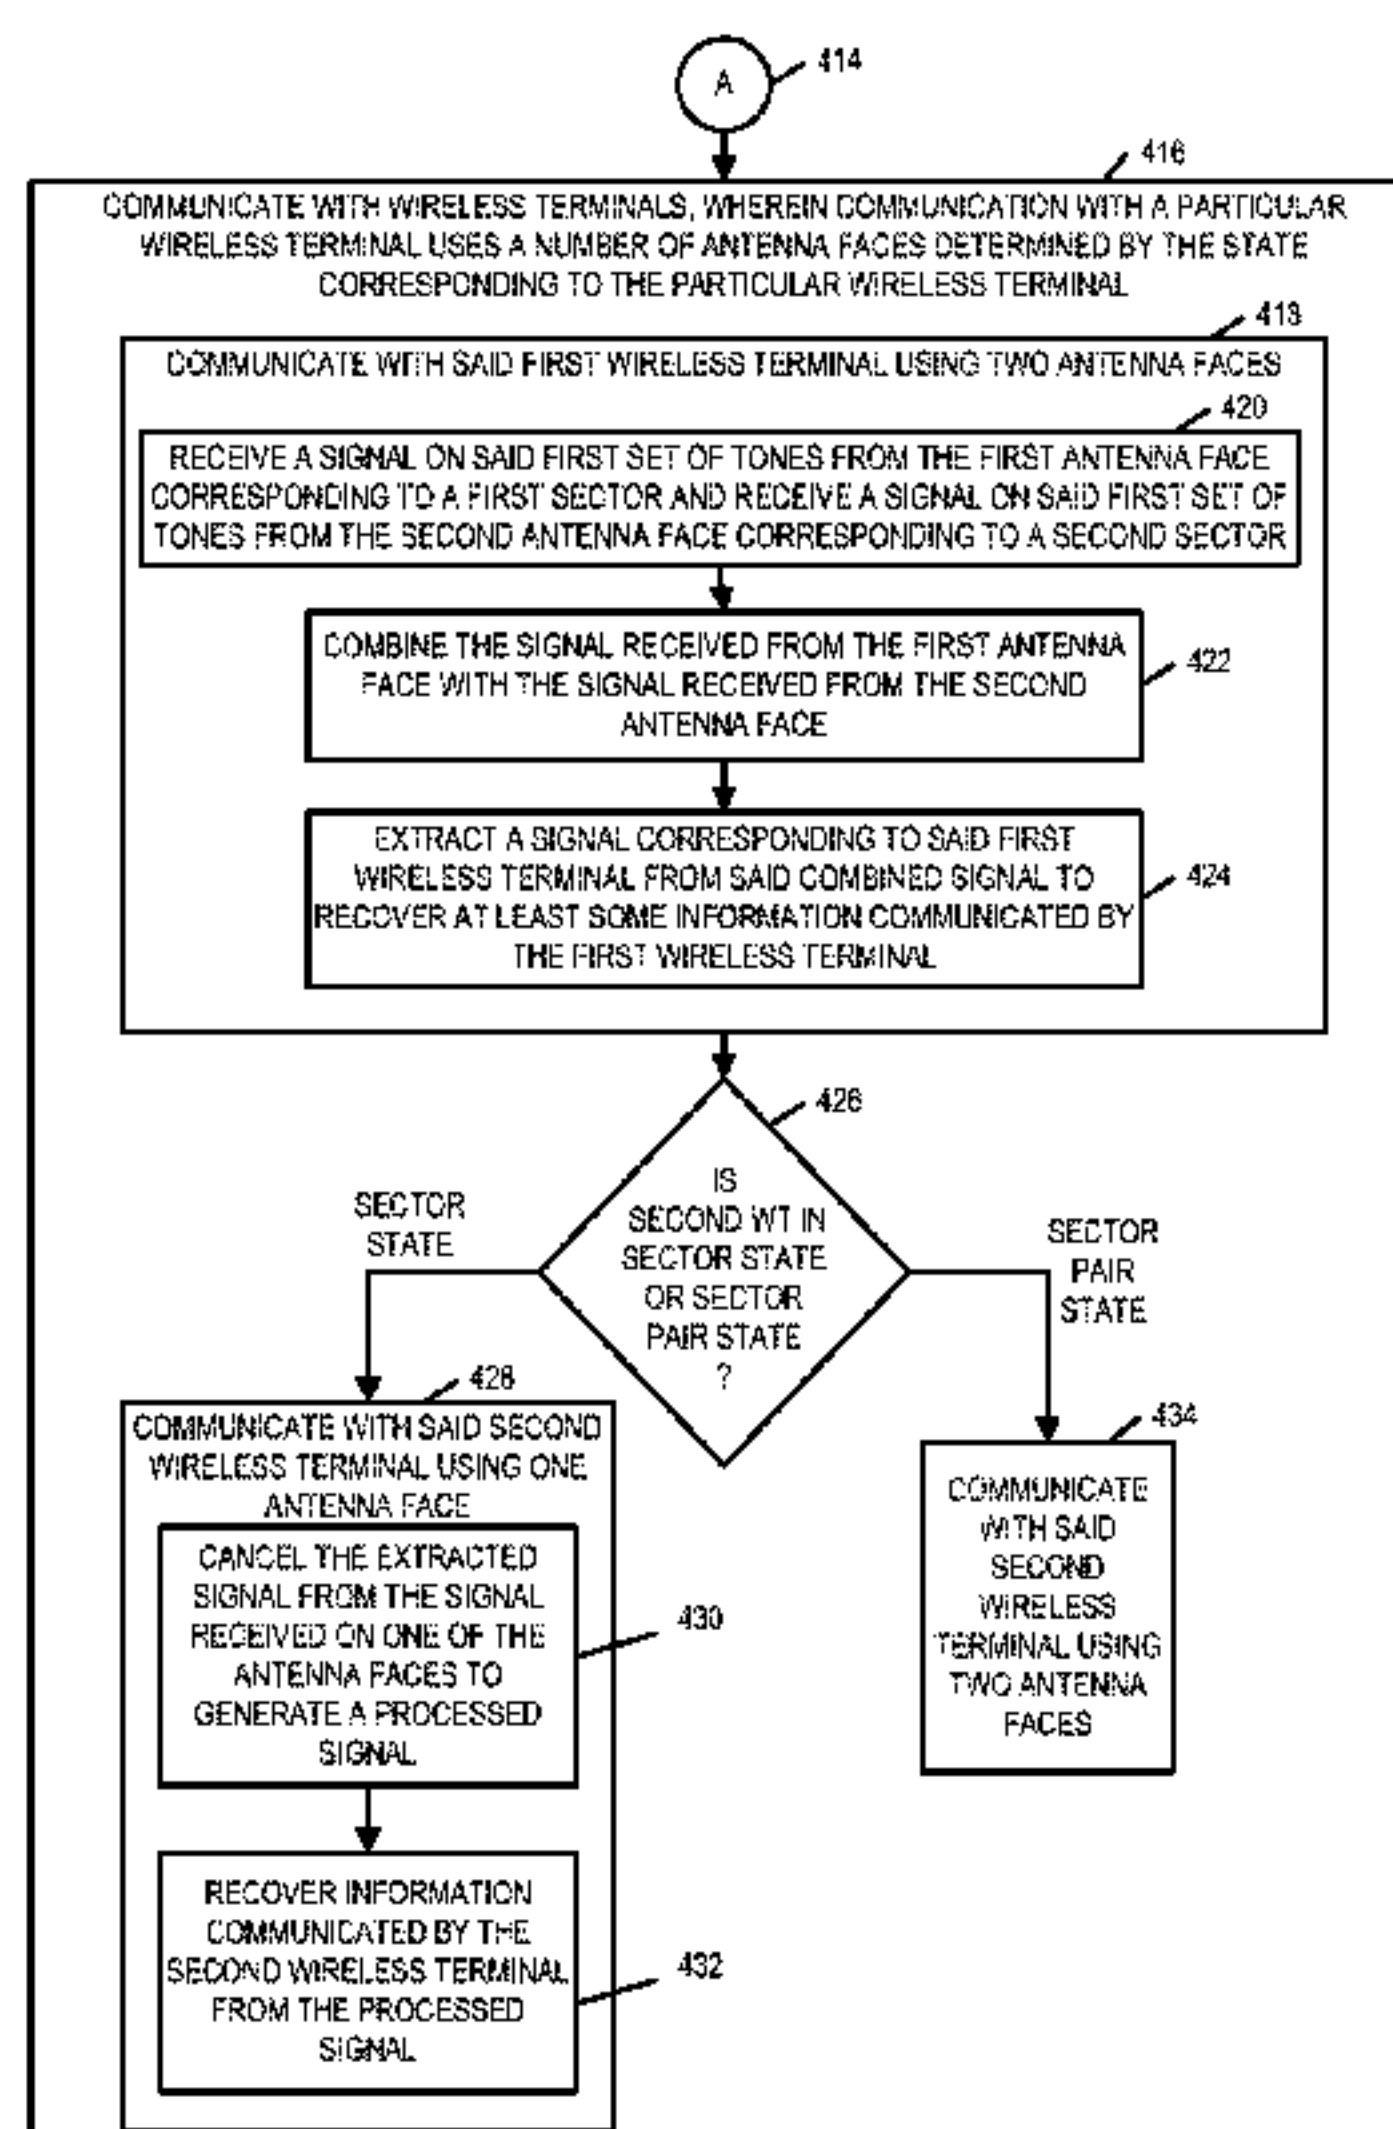 A
414
416
COMMUNICATE WITH WIRELESS TERMINALS, WHEREIN COMMUNICATION WITH A PARTICULAR
WIRELESS TERMINAL USES A NUMBER OF ANTENNA FACES DETERMINED BY THE STATE
CORRESPONDING TO THE PARTICULAR WIRELESS TERMINAL
418
COMMUNICATE WITH SAID FIRST WIRELESS TERMINAL USING TWO ANTENNA FACES
420
RECEIVE A SIGNAL ON SAID FIRST SET OF TONES FROM THE FIRST ANTENNA FACE
CORRESPONDING TO A FIRST SECTOR AND RECEIVE A SIGNAL ON SAID FIRST SET OF
TONES FROM THE SECOND ANTENNA FACE CORRESPONDING TO A SECOND SECTOR
COMBINE THE SIGNAL RECEIVED FROM THE FIRST ANTENNA
FACE WITH THE SIGNAL RECEIVED FROM THE SECOND
ANTENNA FACE
422
EXTRACT A SIGNAL CORRESPONDING TO SAID FIRST
WIRELESS TERMINAL FROM SAID COMBINED SIGNAL TO
RECOVER AT LEAST SOME INFORMATION COMMUNICATED BY
THE FIRST WIRELESS TERMINAL
424
426
IS
SECOND WT IN
SECTOR STATE
OR SECTOR
PAIR STATE
?
SECTOR
STATE
SECTOR
PAIR
STATE
428
COMMUNICATE WITH SAID SECOND
WIRELESS TERMINAL USING ONE
ANTENNA FACE
CANCEL THE EXTRACTED
SIGNAL FROM THE SIGNAL
RECEIVED ON ONE OF THE
ANTENNA FACES TO
GENERATE A PROCESSED
SIGNAL
430
RECOVER INFORMATION
COMMUNICATED BY THE
SECOND WIRELESS TERMINAL
FROM THE PROCESSED
SIGNAL
432
434
COMMUNICATE
WITH SAID
SECOND
WIRELESS
TERMINAL USING
TWO ANTENNA
FACES